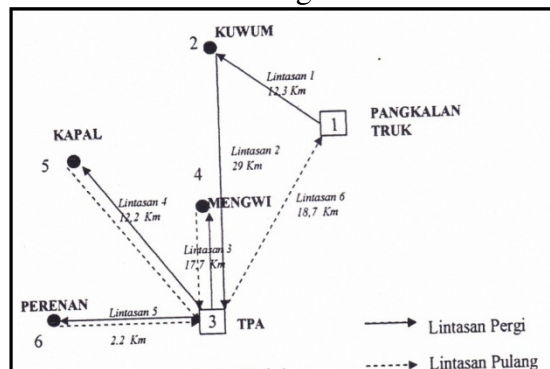 KUWUM
2
Lintasan 1
12,3 Km
1
PANGKALAN
TRUK
KAPAL
5
Lintasan 2
29 Km
4
MENGWI
Lintasan 6
18,7 Km
Lintasan 4
12,2 Km
Lintasan 3
17,7 Km
PERENAN
6
Lintasan 5
2.2 Km
3
TPA
Lintasan Pergi
Lintasan Pulang